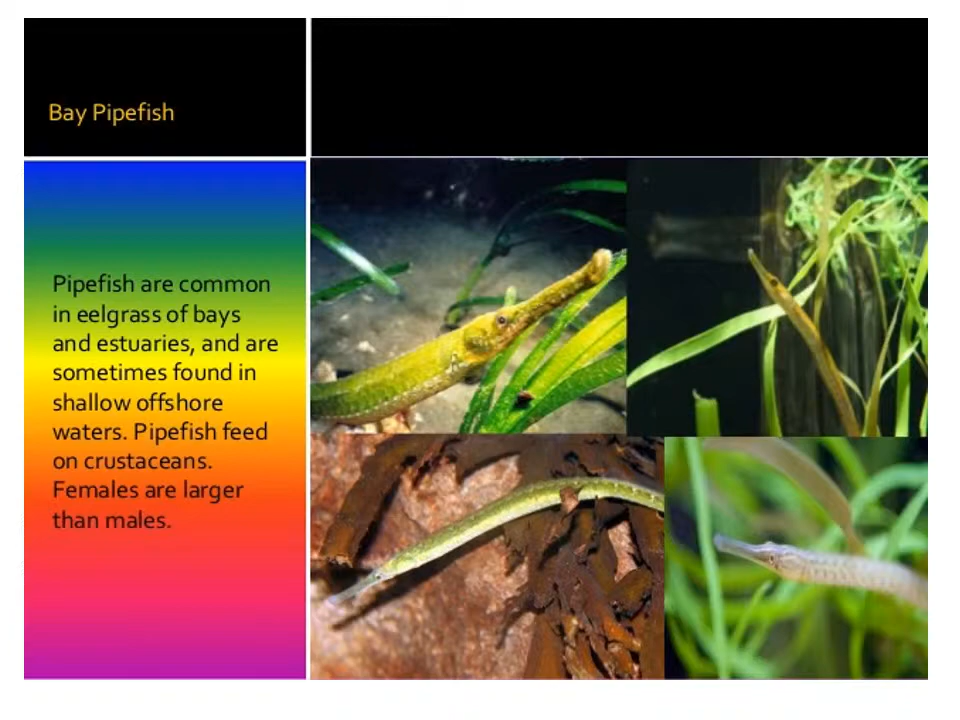 Bay Pipefish
Pipefish are common
in eelgrass of bays
and estuaries, and are
sometimes found in
shallow offshore
waters. Pipefish feed
on crustaceans.
Females are larger
than males.